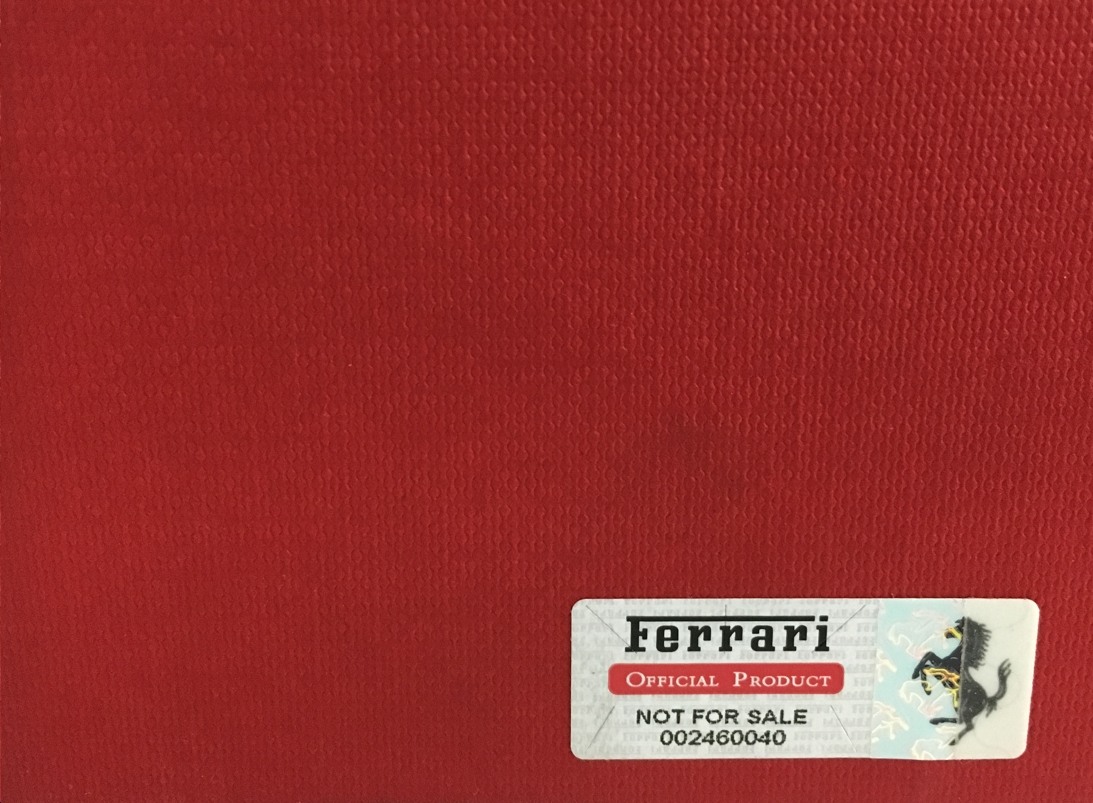 Ferrari
OFFICIAL PRODUCT
NOT FOR SALE
002460040